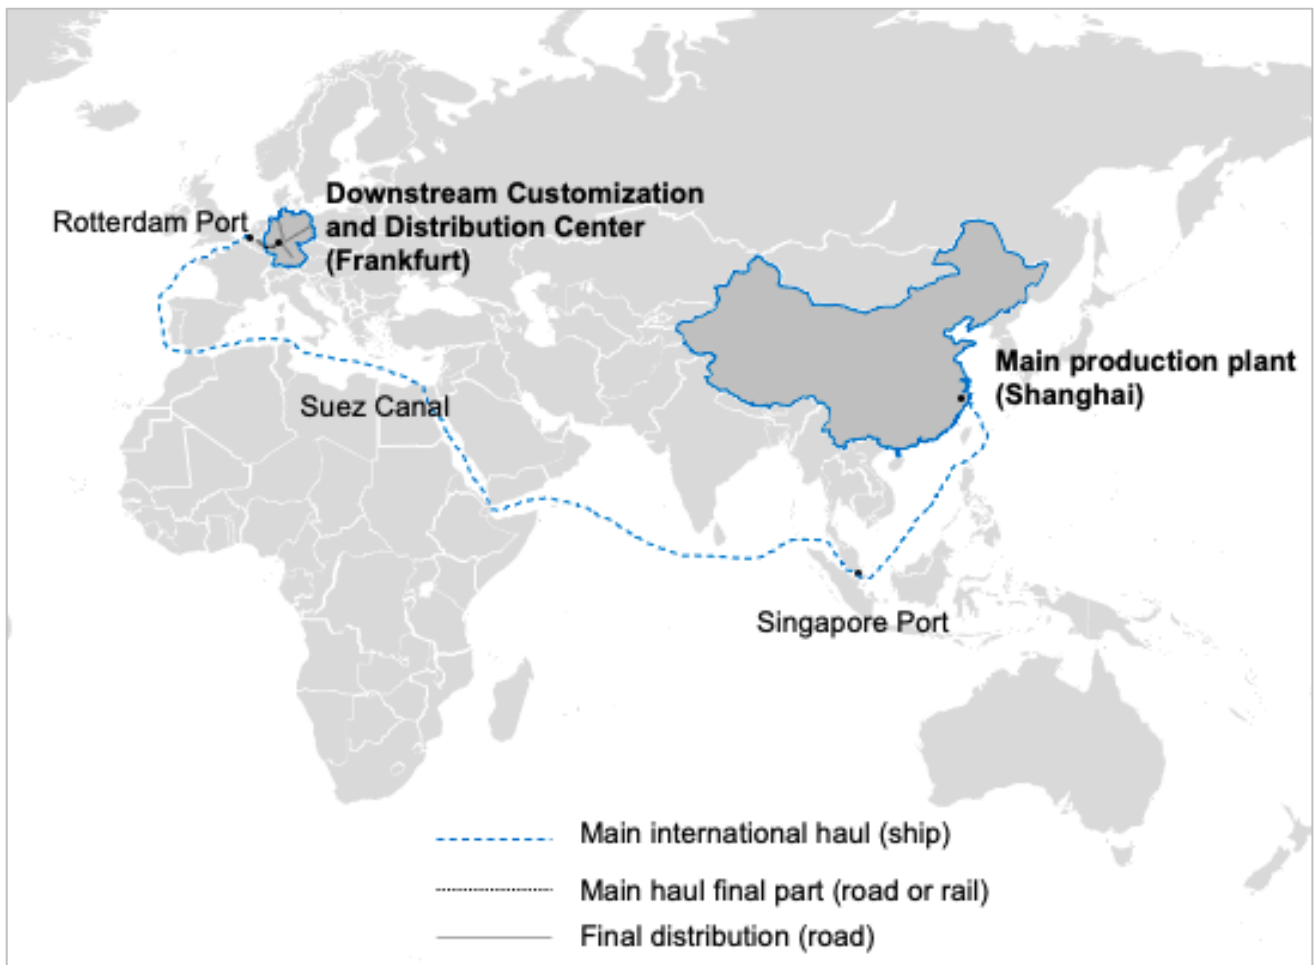 Downstream Customization
and Distribution Center
(Frankfurt)
Rotterdam Port
Main production plant
(Shanghai)
Suez Canal
Singapore Port
Main international haul (ship)
Main haul final part (road or rail)
Final distribution (road)